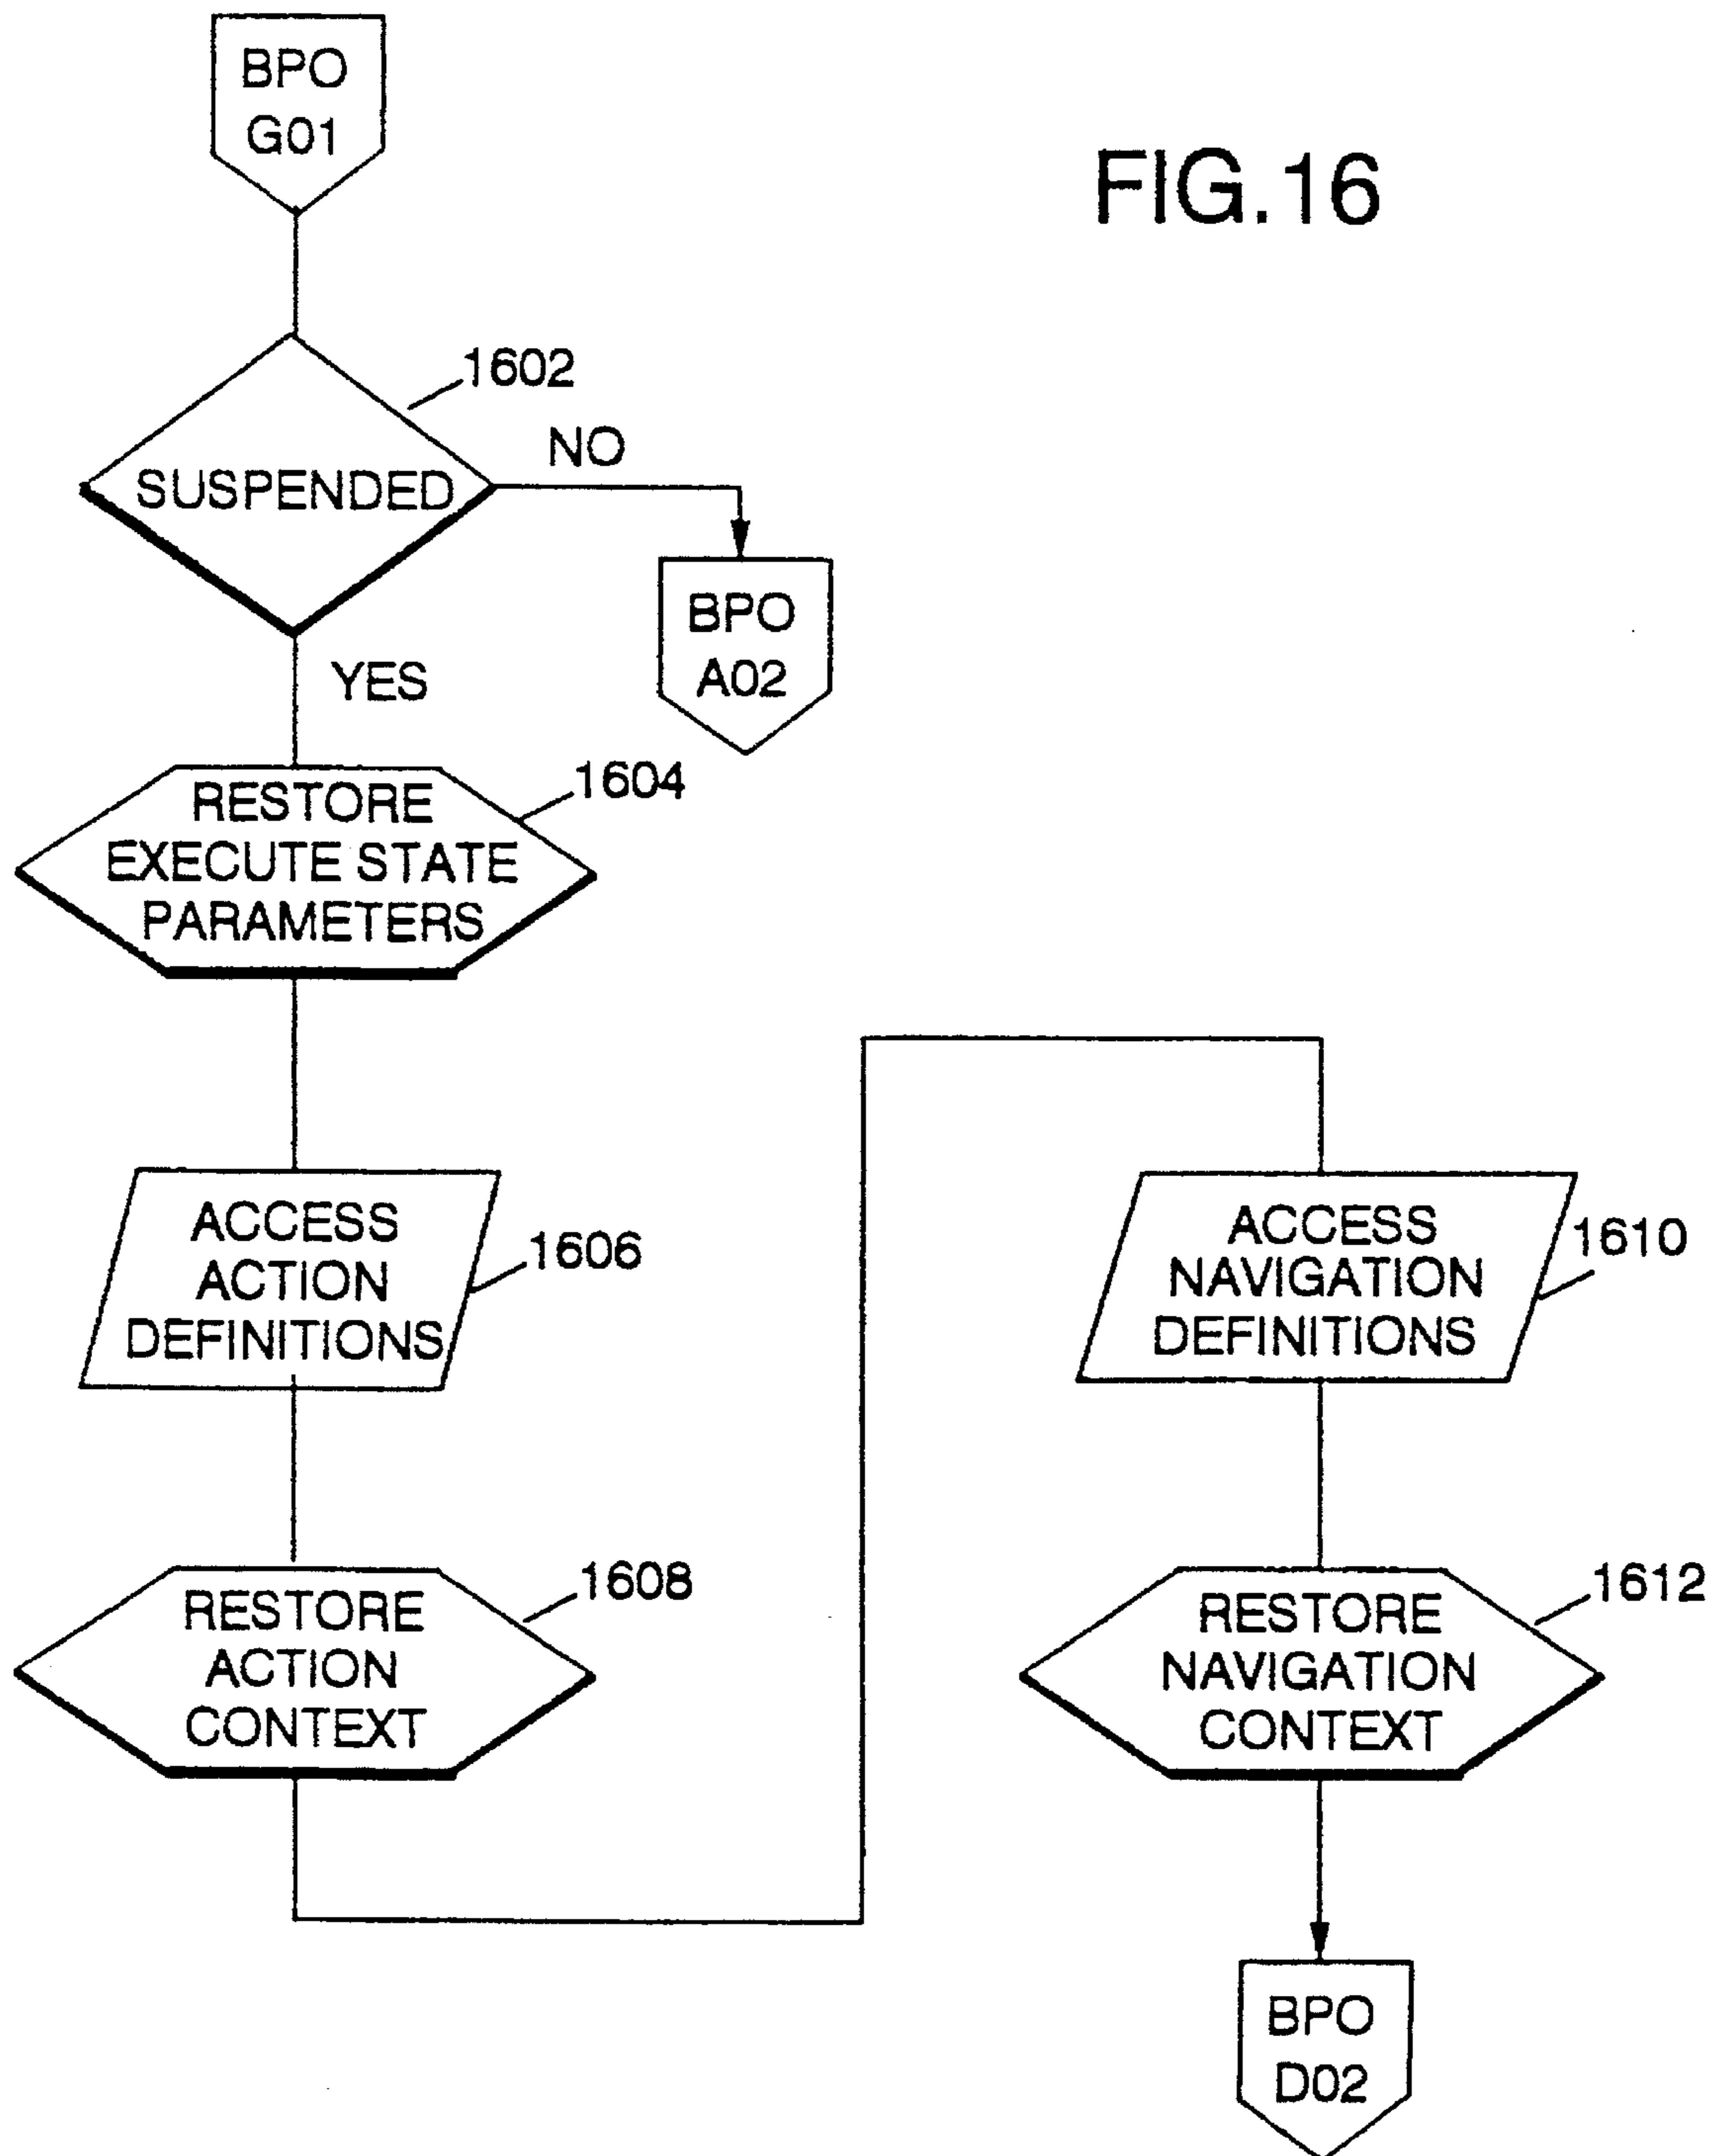 BPO
G01
FIG.16
1602
SUSPENDED
NO
BPO
A02
YES
1604
RESTORE
EXECUTE STATE
PARAMETERS
1606
ACCESS
ACTION
DEFINITIONS
1608
RESTORE
ACTION
CONTEXT
1610
ACCESS
NAVIGATION
DEFINITIONS
1612
RESTORE
NAVIGATION
CONTEXT
BPO
D02